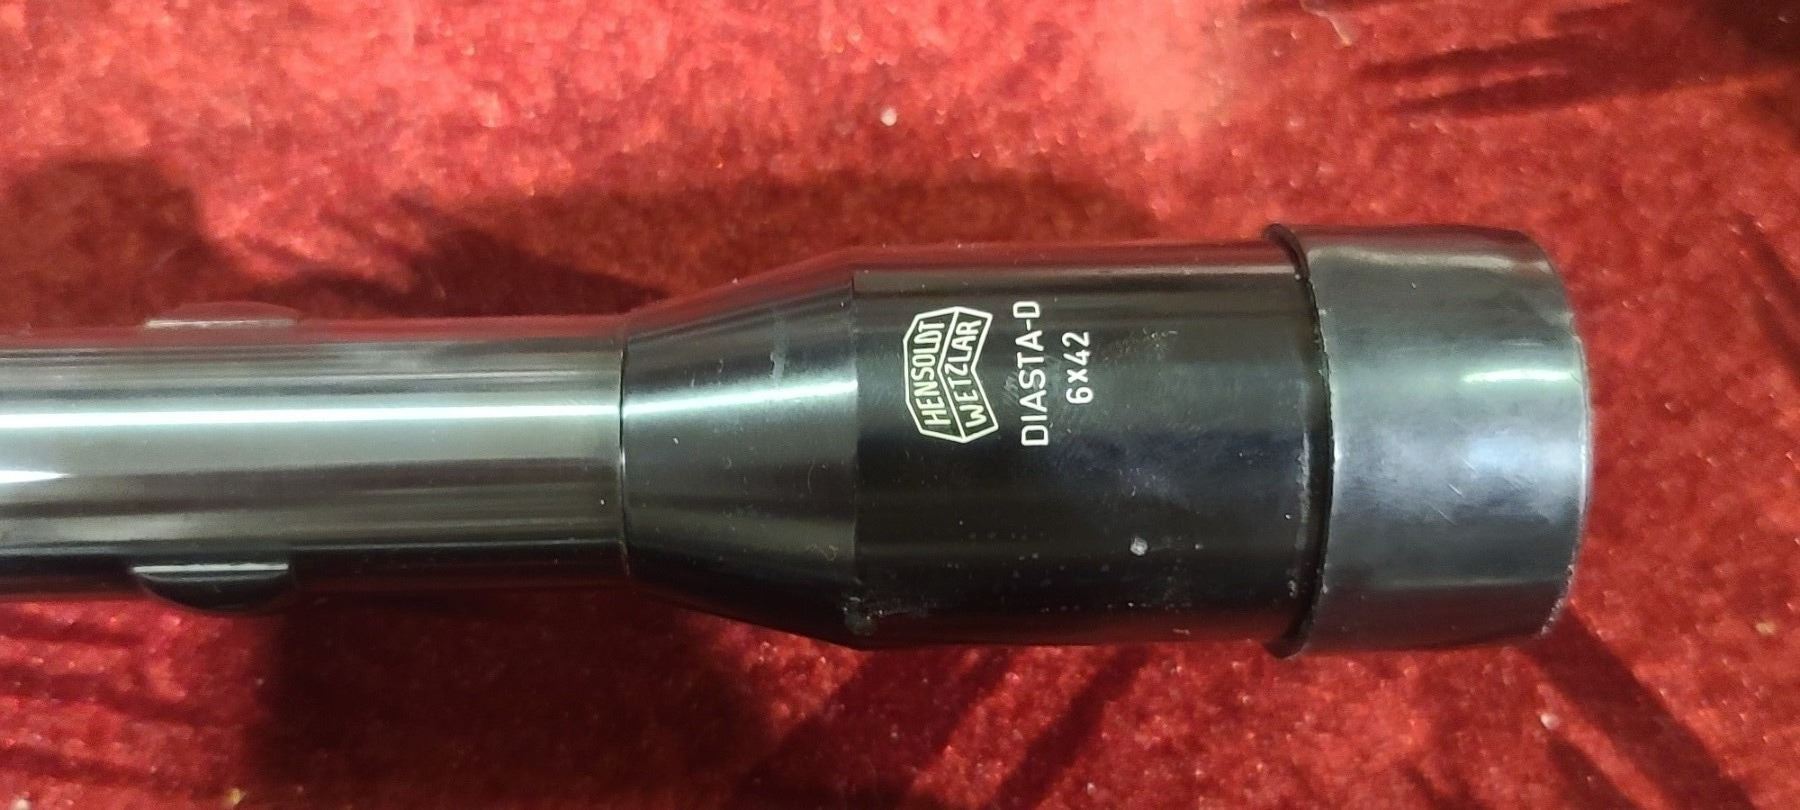 HENSOLDT
WETZLAR
DIASTA-D
6x42